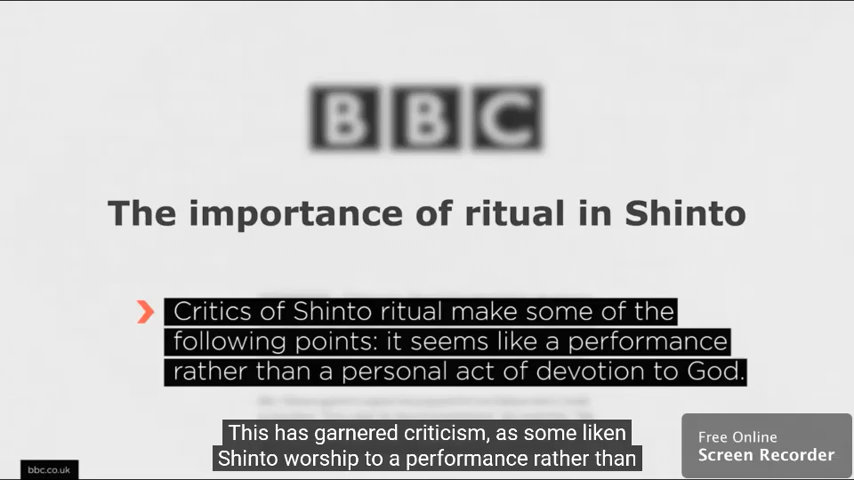 BBC
The importance of ritual in Shinto
Critics of Shinto ritual make some of the
following points: it seems like a performance
rather than a personal act of devotion to God.
This has garnered criticism, as some liken
Shinto worship to a performance rather than
bbc.co.uk
Free Online
Screen Recorder